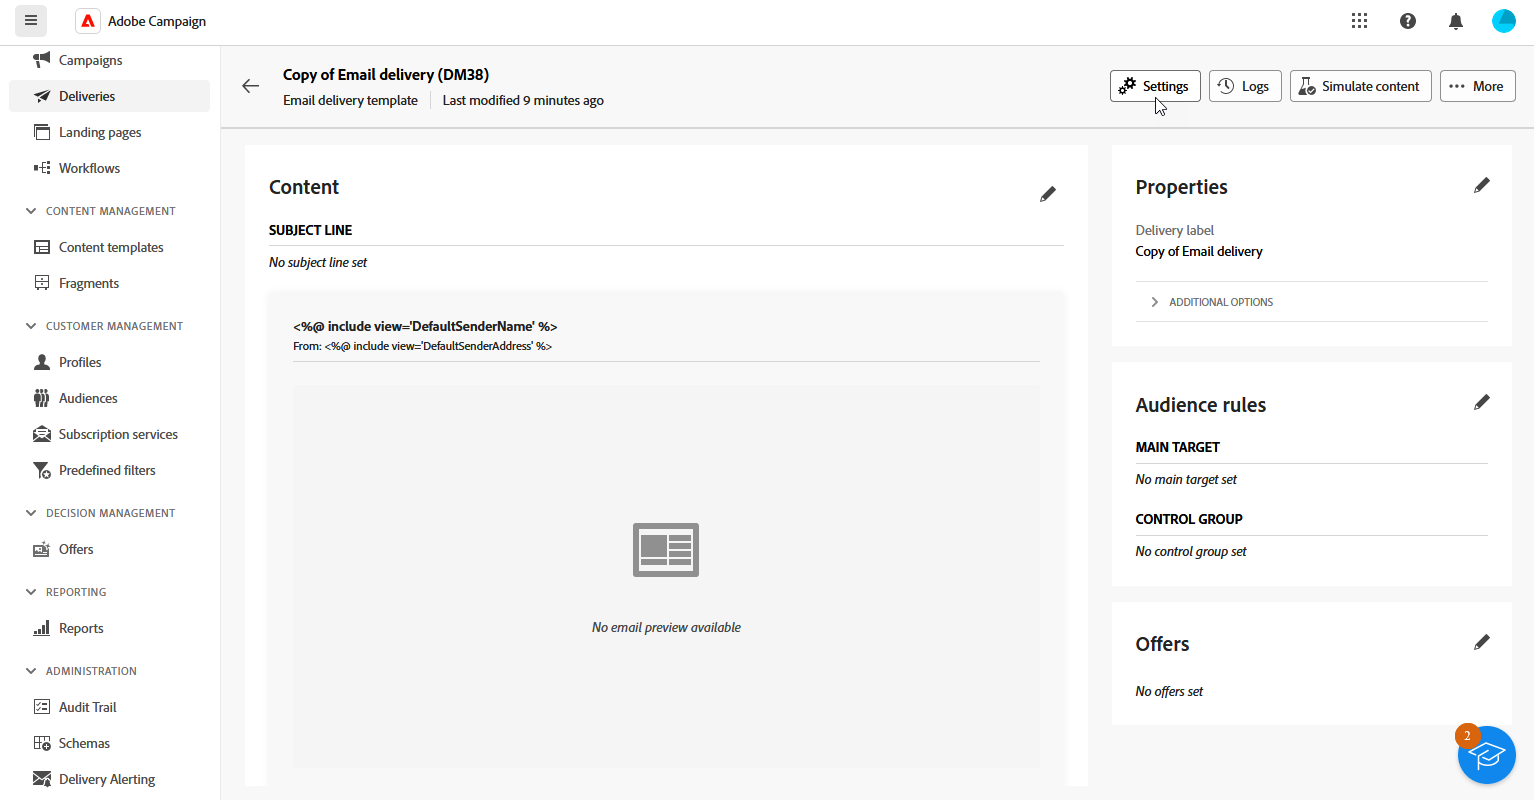 Adobe Campaign
Campaigns
Deliveries
Landing pages
Workflows
CONTENT MANAGEMENT
Content templates
Fragments
CUSTOMER MANAGEMENT
Profiles
Audiences
Subscription services
Predefined filters
DECISION MANAGEMENT
Offers
REPORTING
Reports
ADMINISTRATION
Audit Trail
Schemas
Delivery Alerting
Copy of Email delivery (DM38)
Email delivery template
Last modified 9 minutes ago
Settings
Logs
Simulate content
More
Content
SUBJECT LINE
No subject line set
<%@ include view='DefaultSenderName' %>
From: <%@ include view='DefaultSenderAddress' %>
No email preview available
Properties
Delivery label
Copy of Email delivery
ADDITIONAL OPTIONS
Audience rules
MAIN TARGET
No main target set
CONTROL GROUP
No control group set
Offers
No offers set
2